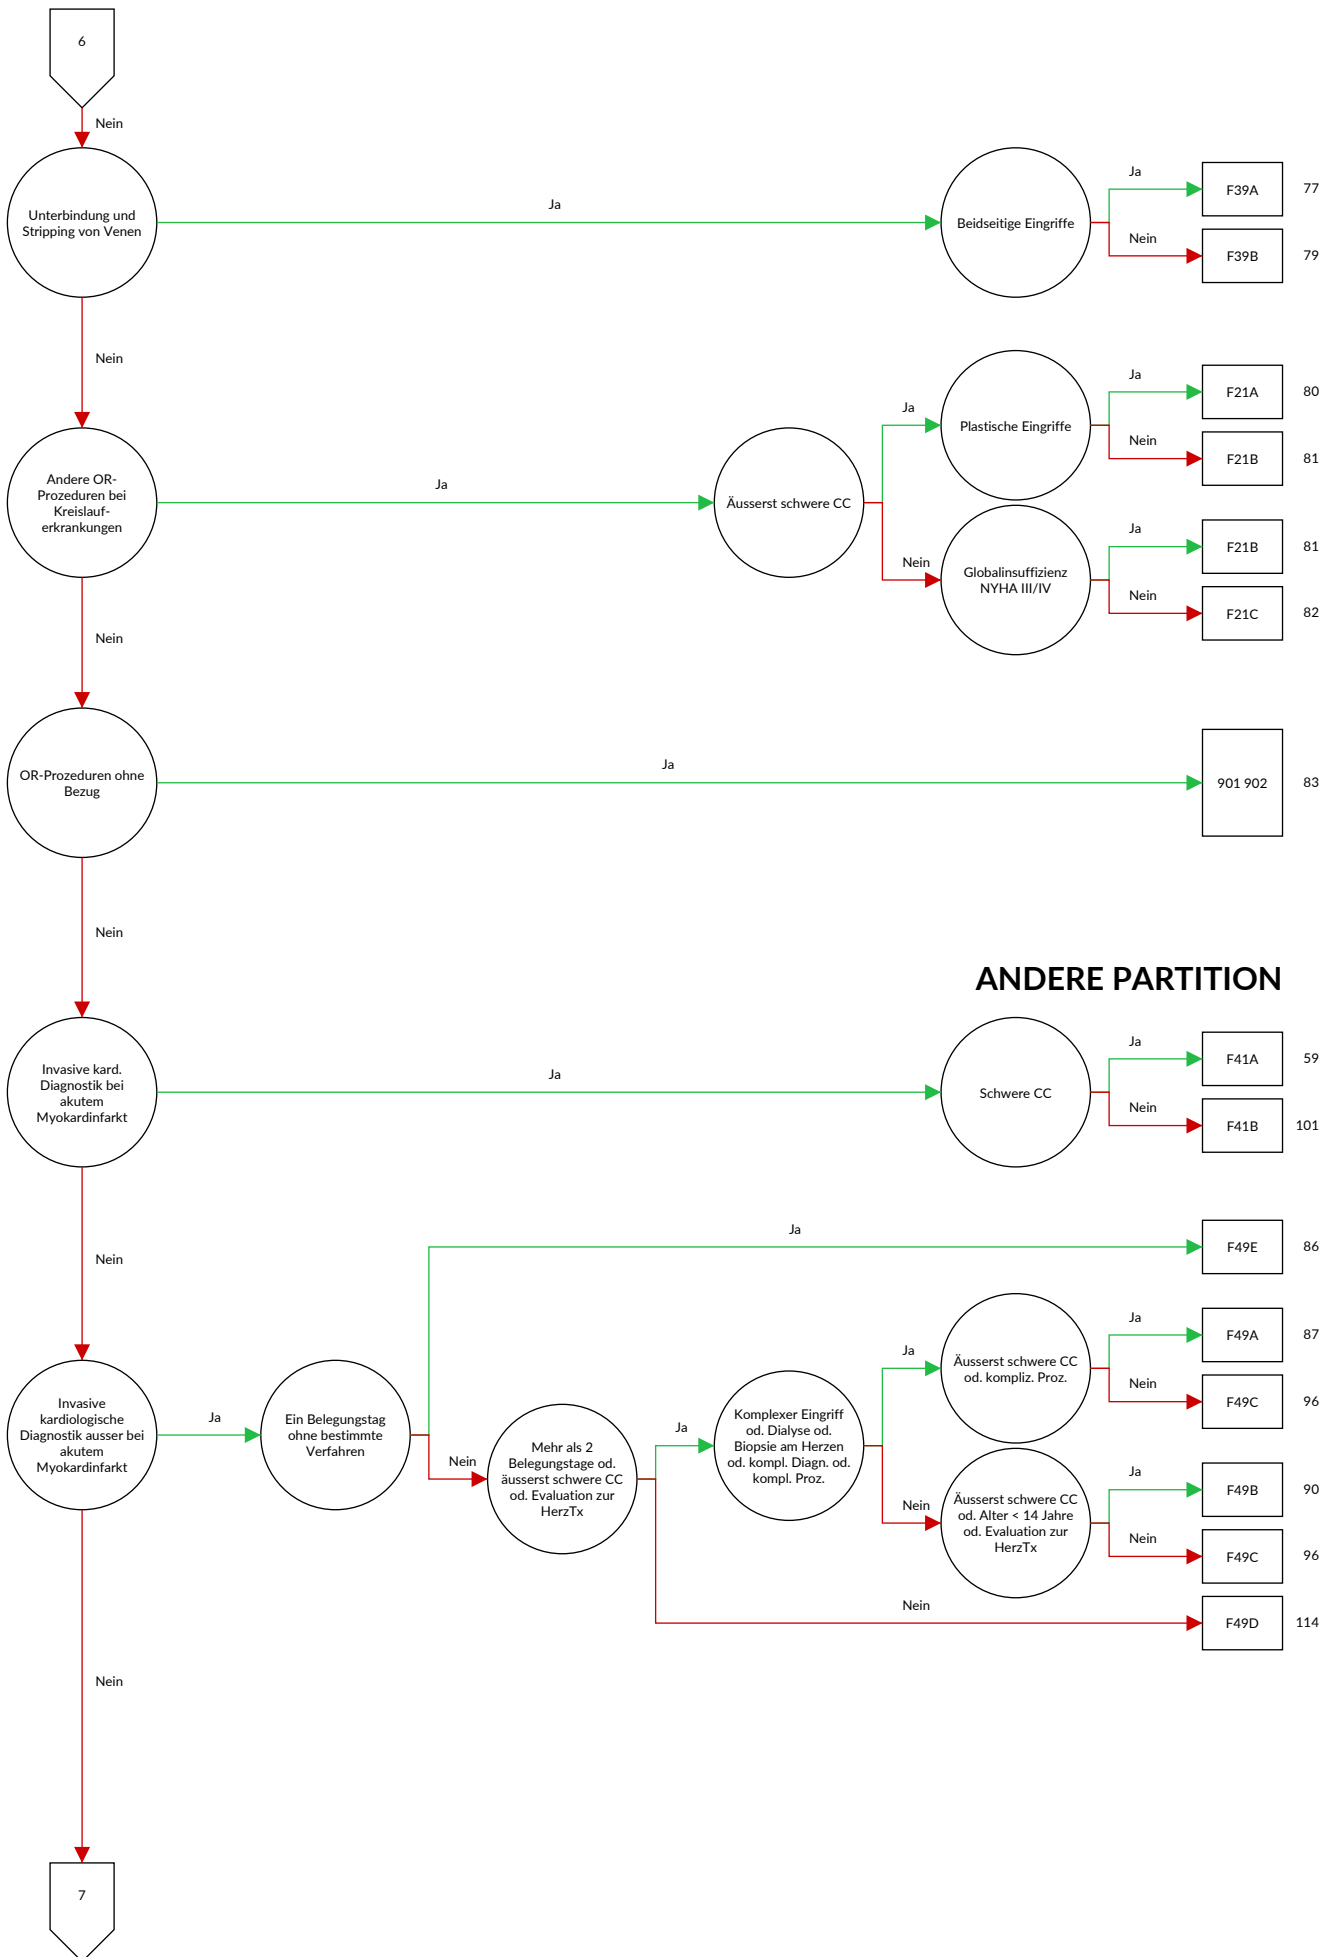 6
Nein
Unterbindung und
Stripping von Venen
Ja
Beidseitige Eingriffe
Ja
F39A
77
Nein
F39B
79
Nein
Andere OR-
Prozeduren bei
Kreislauf-
erkrankungen
Ja
Äusserst schwere CC
Ja
Plastische Eingriffe
Ja
F21A
80
Nein
F21B
81
Nein
Globalinsuffizienz
NYHA III/IV
Ja
F21B
81
Nein
F21C
82
Nein
OR-Prozeduren ohne
Bezug
Ja
901 902
83
Nein
ANDERE PARTITION
Invasive kard.
Diagnostik bei
akutem
Myokardinfarkt
Ja
Schwere CC
Ja
F41A
59
Nein
F41B
101
Nein
Invasive
kardiologische
Diagnostik ausser bei
akutem
Myokardinfarkt
Ja
Ein Belegungstag
ohne bestimmte
Verfahren
Ja
F49E
86
Nein
Mehr als 2
Belegungstage od.
äusserst schwere CC
od. Evaluation zur
HerzTx
Ja
Komplexer Eingriff
od. Dialyse od.
Biopsie am Herzen
od. kompl. Diagn. od.
kompl. Proz.
Ja
Äusserst schwere CC
od. kompliz. Proz.
Ja
F49A
87
Nein
F49C
96
Nein
Äusserst schwere CC
od. Alter < 14 Jahre
od. Evaluation zur
HerzTx
Ja
F49B
90
Nein
F49C
96
Nein
F49D
114
Nein
7